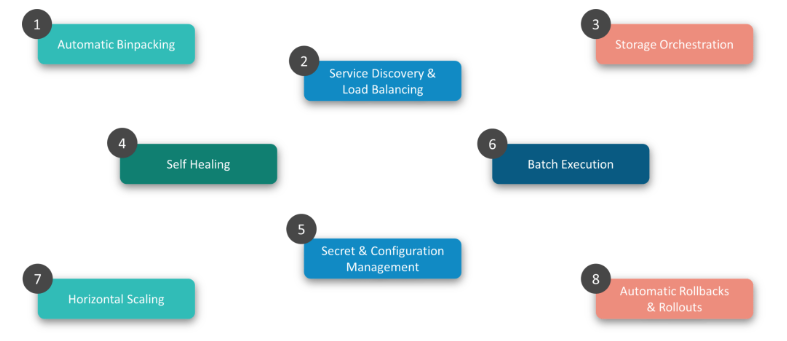 1
Automatic Binpacking
2
Service Discovery &
Load Balancing
3
Storage Orchestration
4
Self Healing
6
Batch Execution
5
Secret & Configuration
Management
7
Horizontal Scaling
8
Automatic Rollbacks
& Rollouts